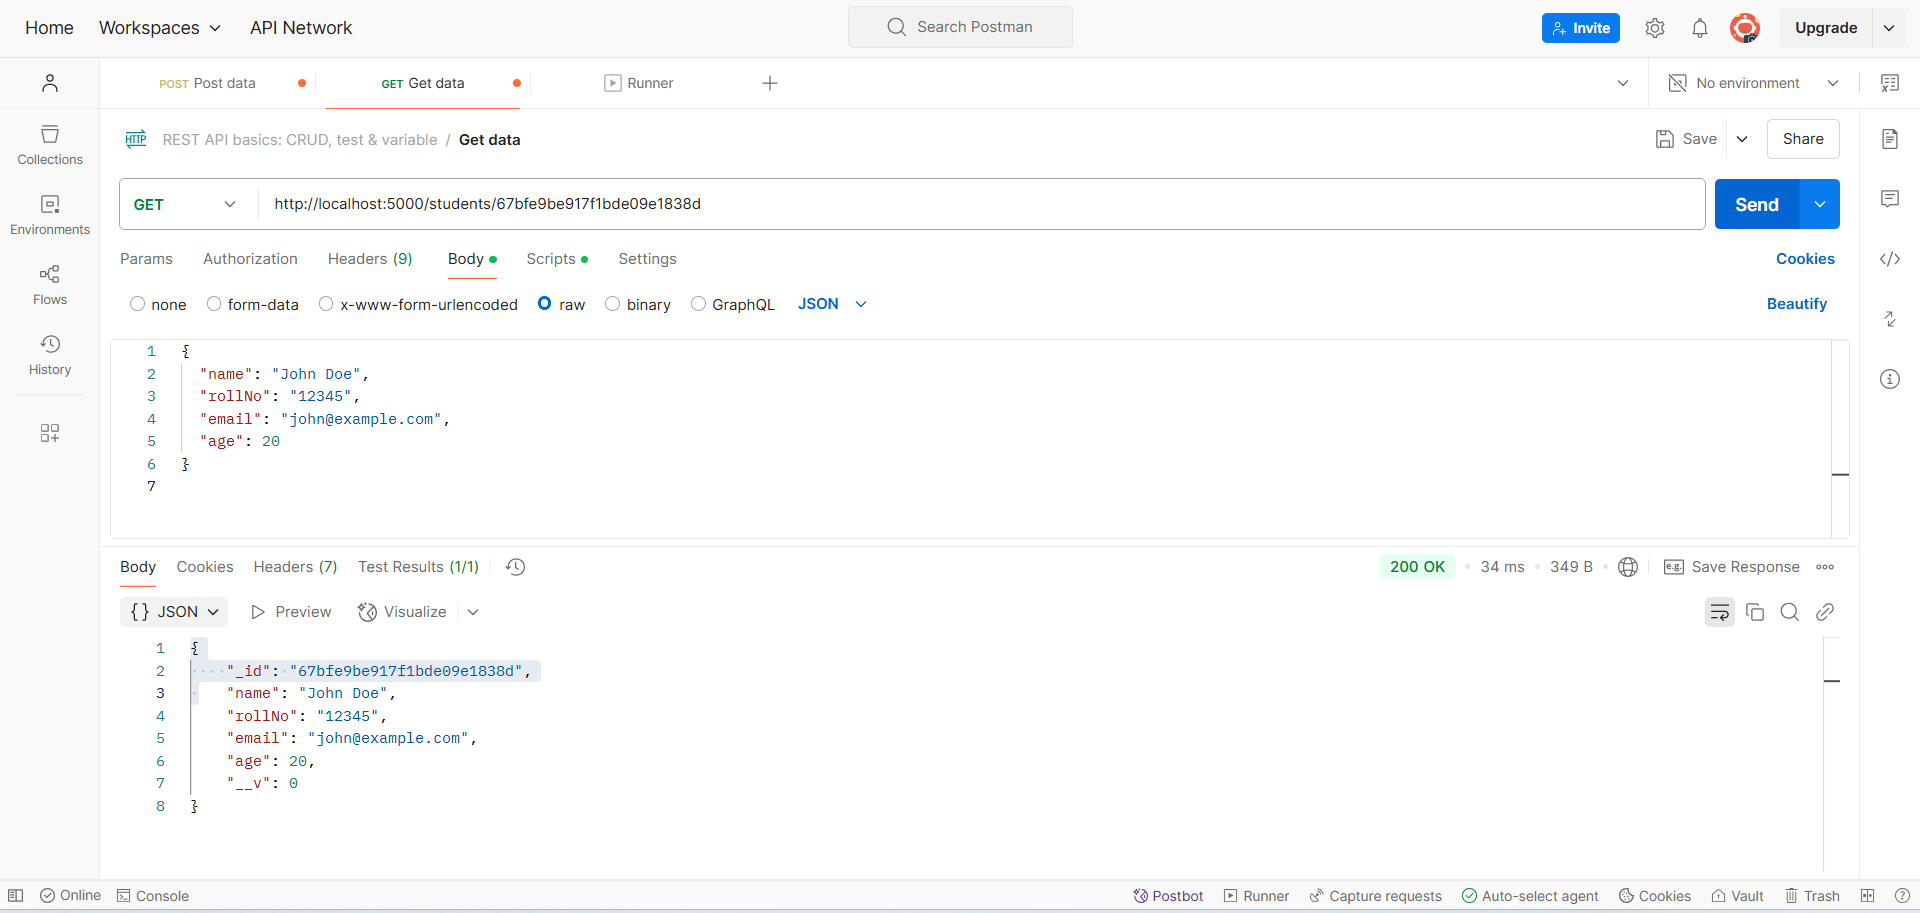 Home Workspaces API Network Search Postman Invite Upgrade
POST Post data GET Get data Runner No environment
HTTP REST API basics: CRUD, test & variable / Get data Save Share
Collections
Environments
Flows
History
GET http://localhost:5000/students/67bfe9be917f1bde09e1838d Send
Params Authorization Headers (9) Body Scripts Settings Cookies
none form-data x-www-form-urlencoded raw binary GraphQL JSON Beautify
1 {
2 "name": "John Doe",
3 "rollNo": "12345",
4 "email": "john@example.com",
5 "age": 20
6 }
7
Body Cookies Headers (7) Test Results (1/1) 200 OK 34 ms 349 B e.g. Save Response
{} JSON Preview Visualize
1 {
2 "_id": "67bfe9be917f1bde09e1838d",
3 "name": "John Doe",
4 "rollNo": "12345",
5 "email": "john@example.com",
6 "age": 20,
7 "__v": 0
8 }
Online Console Postbot Runner Capture requests Auto-select agent Cookies Vault Trash